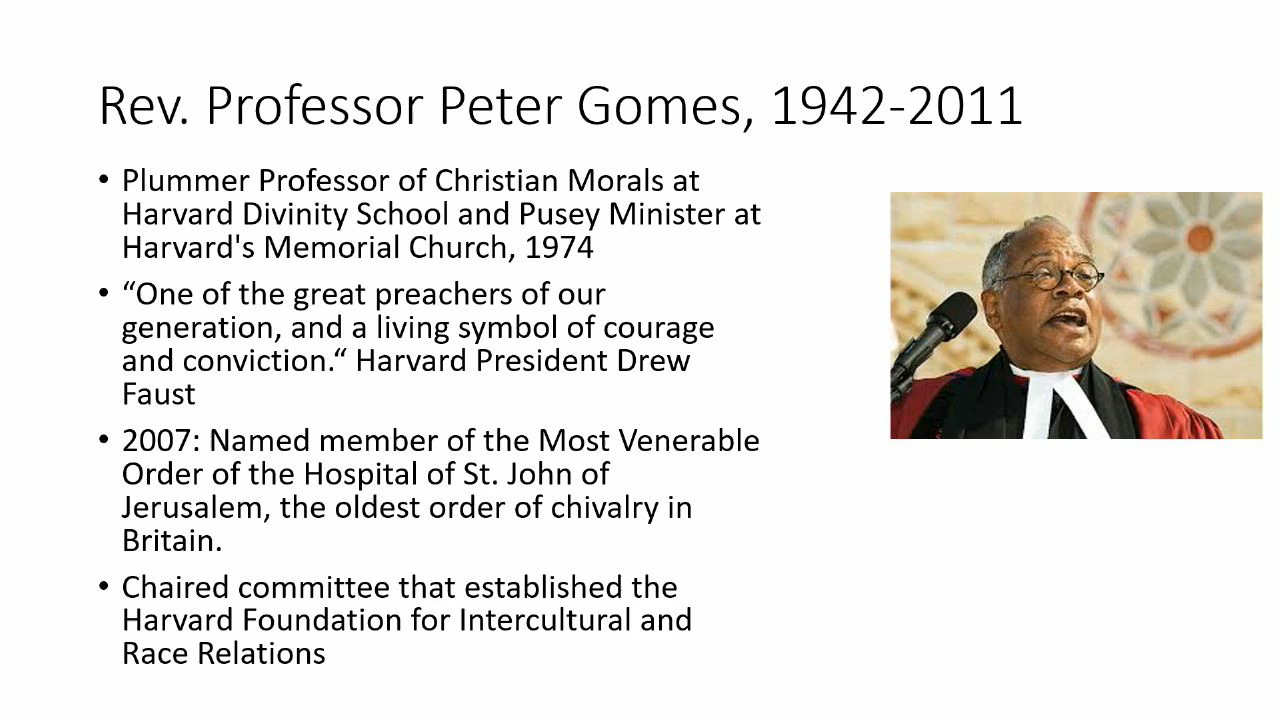 Rev. Professor Peter Gomes, 1942-2011
• Plummer Professor of Christian Morals at
Harvard Divinity School and Pusey Minister at
Harvard's Memorial Church, 1974
• “One of the great preachers of our
generation, and a living symbol of courage
and conviction.“ Harvard President Drew
Faust
• 2007: Named member of the Most Venerable
Order of the Hospital of St. John of
Jerusalem, the oldest order of chivalry in
Britain.
• Chaired committee that established the
Harvard Foundation for Intercultural and
Race Relations